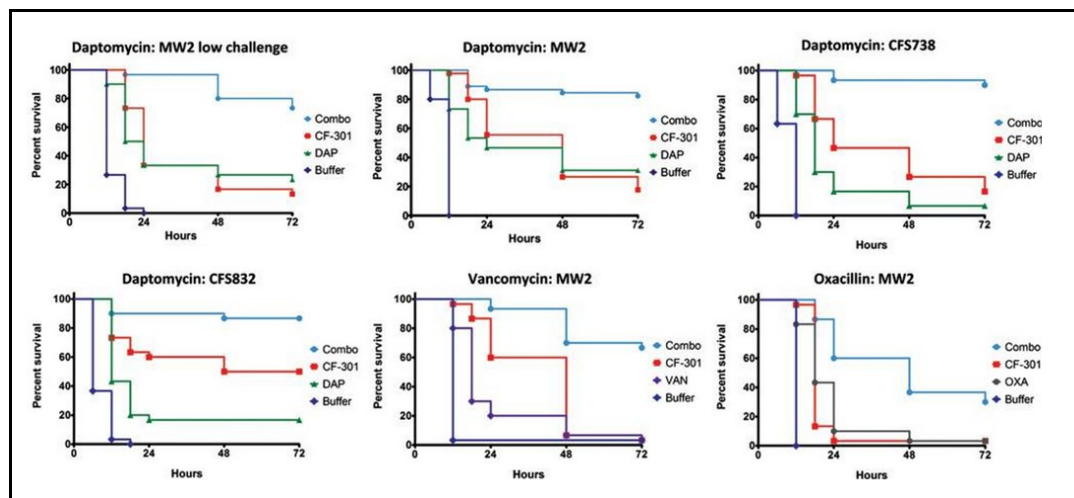 Daptomycin: MW2 low challenge
Percent survival
100
80
60
40
20
0
0
24
48
72
Hours
Combo
CF-301
DAP
Buffer
Daptomycin: MW2
Percent survival
100
80
60
40
20
0
0
24
48
72
Hours
Combo
CF-301
DAP
Buffer
Daptomycin: CFS738
Percent survival
100
80
60
40
20
0
0
24
48
72
Hours
Combo
CF-301
DAP
Buffer
Daptomycin: CFS832
Percent survival
100
80
60
40
20
0
0
24
48
72
Hours
Combo
CF-301
DAP
Buffer
Vancomycin: MW2
Percent survival
100
80
60
40
20
0
0
24
48
72
Hours
Combo
CF-301
VAN
Buffer
Oxacillin: MW2
Percent survival
100
80
60
40
20
0
0
24
48
72
Hours
Combo
CF-301
OXA
Buffer